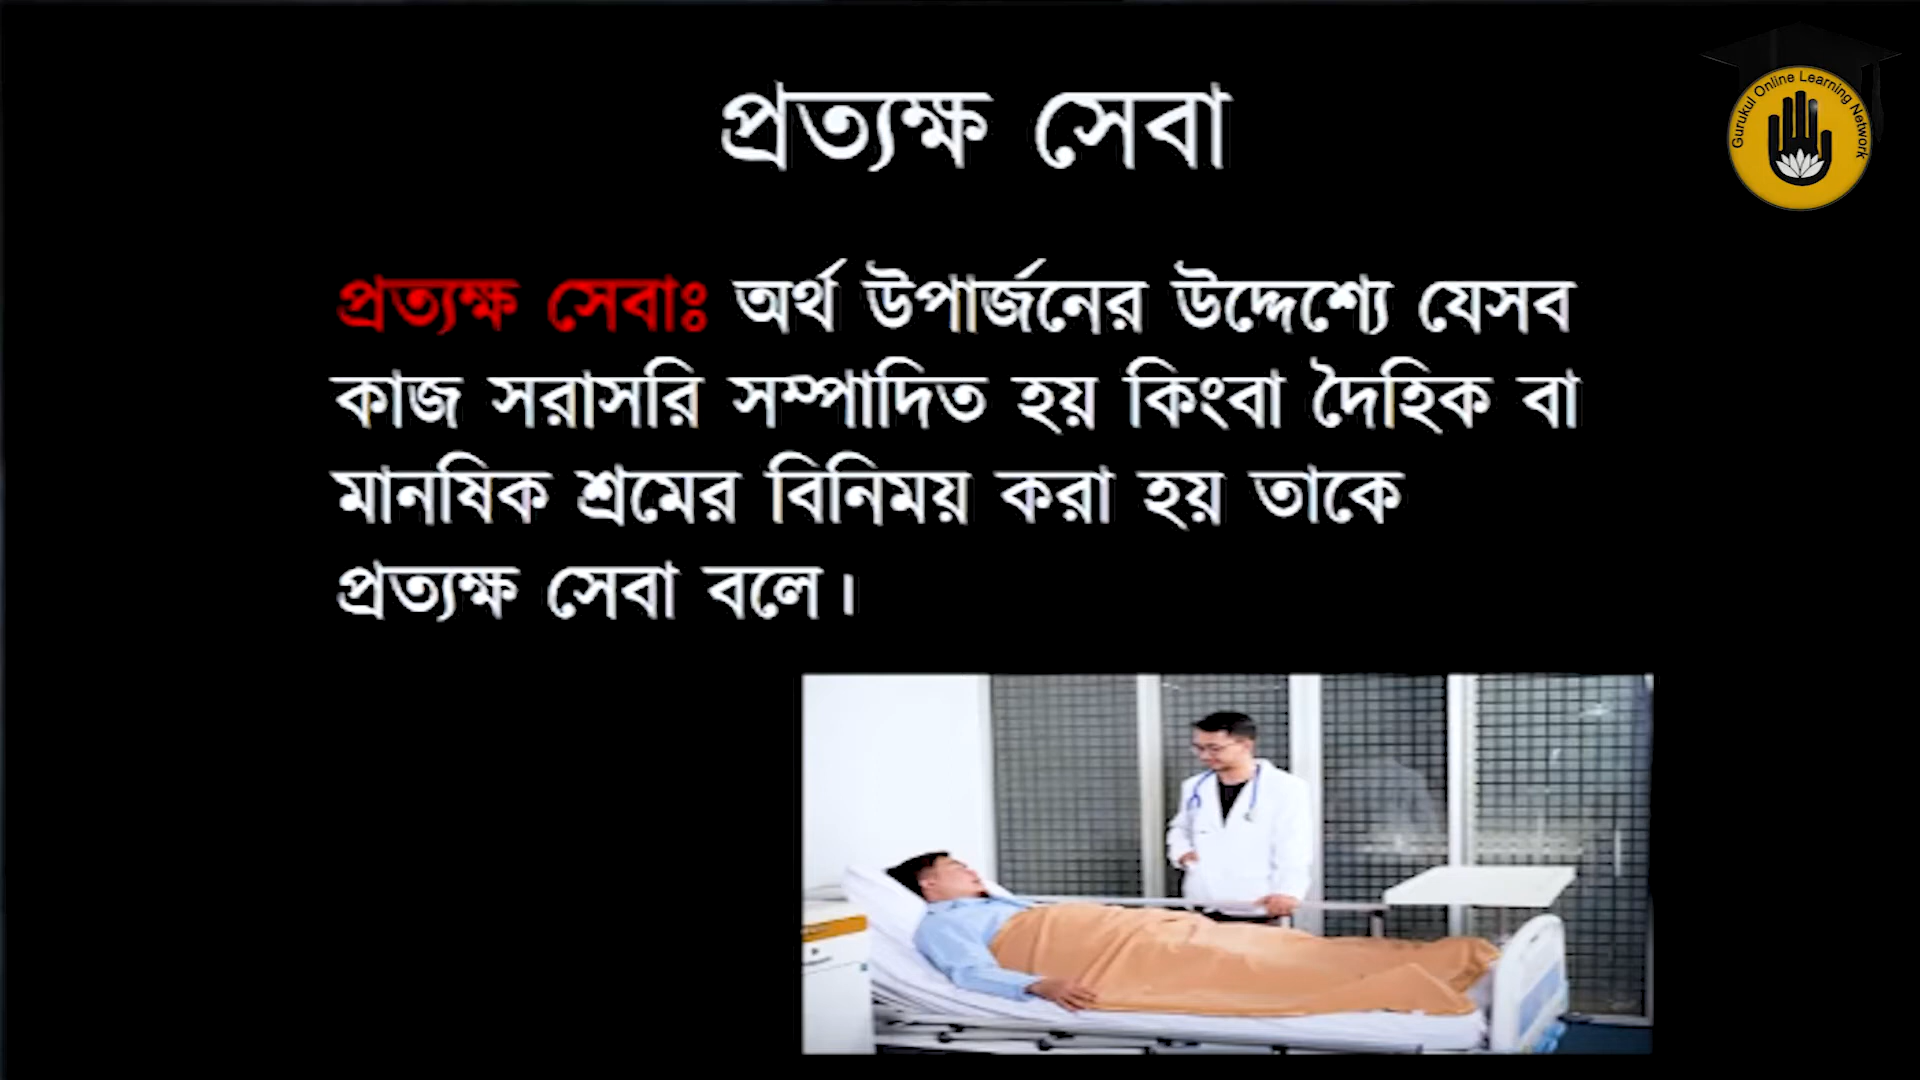 Gurukul Online Learning Network
প্রত্যক্ষ সেবা
প্রত্যক্ষ সেবাঃ অর্থ উপার্জনের উদ্দেশ্যে যেসব
কাজ সরাসরি সম্পাদিত হয় কিংবা দৈহিক বা
মানষিক শ্রমের বিনিময় করা হয় তাকে
প্রত্যক্ষ সেবা বলে।